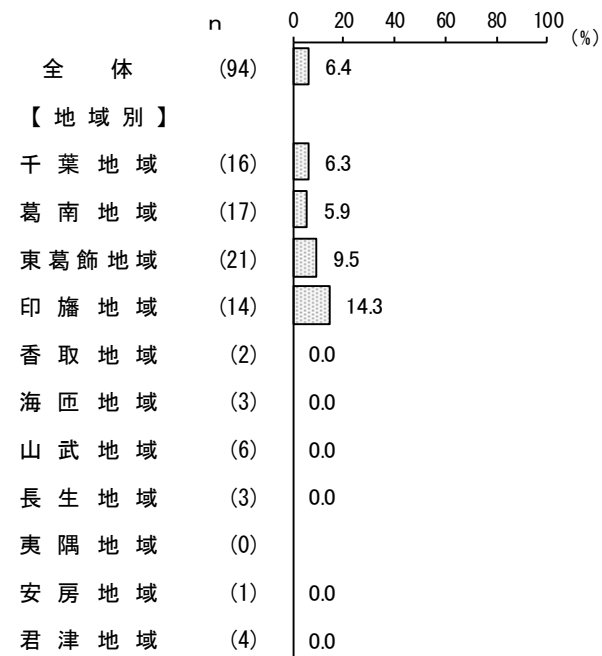 n
0 20 40 60 80 100
(%)
全 体 (94) 6.4
【 地 域 別 】
千 葉 地 域 (16) 6.3
葛 南 地 域 (17) 5.9
東 葛 飾 地 域 (21) 9.5
印 旛 地 域 (14) 14.3
香 取 地 域 (2) 0.0
海 匝 地 域 (3) 0.0
山 武 地 域 (6) 0.0
長 生 地 域 (3) 0.0
夷 隅 地 域 (0)
安 房 地 域 (1) 0.0
君 津 地 域 (4) 0.0